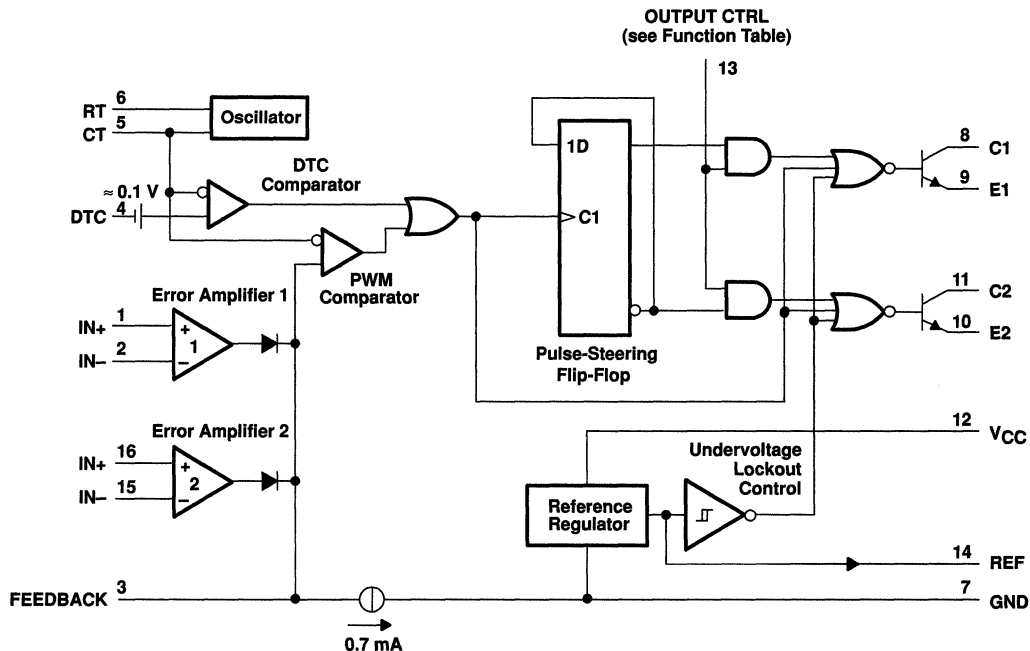 OUTPUT CTRL
(see Function Table)
13
6
RT
5
CT
Oscillator
DTC
Comparator
≈ 0.1 V
4
DTC
PWM
Comparator
1D
C1
Pulse-Steering
Flip-Flop
8
C1
9
E1
11
C2
10
E2
Error Amplifier 1
1
IN+
2
IN–
+
1
–
Error Amplifier 2
16
IN+
15
IN–
+
2
–
12
VCC
Undervoltage
Lockout
Control
Reference
Regulator
14
REF
3
FEEDBACK
7
GND
0.7 mA